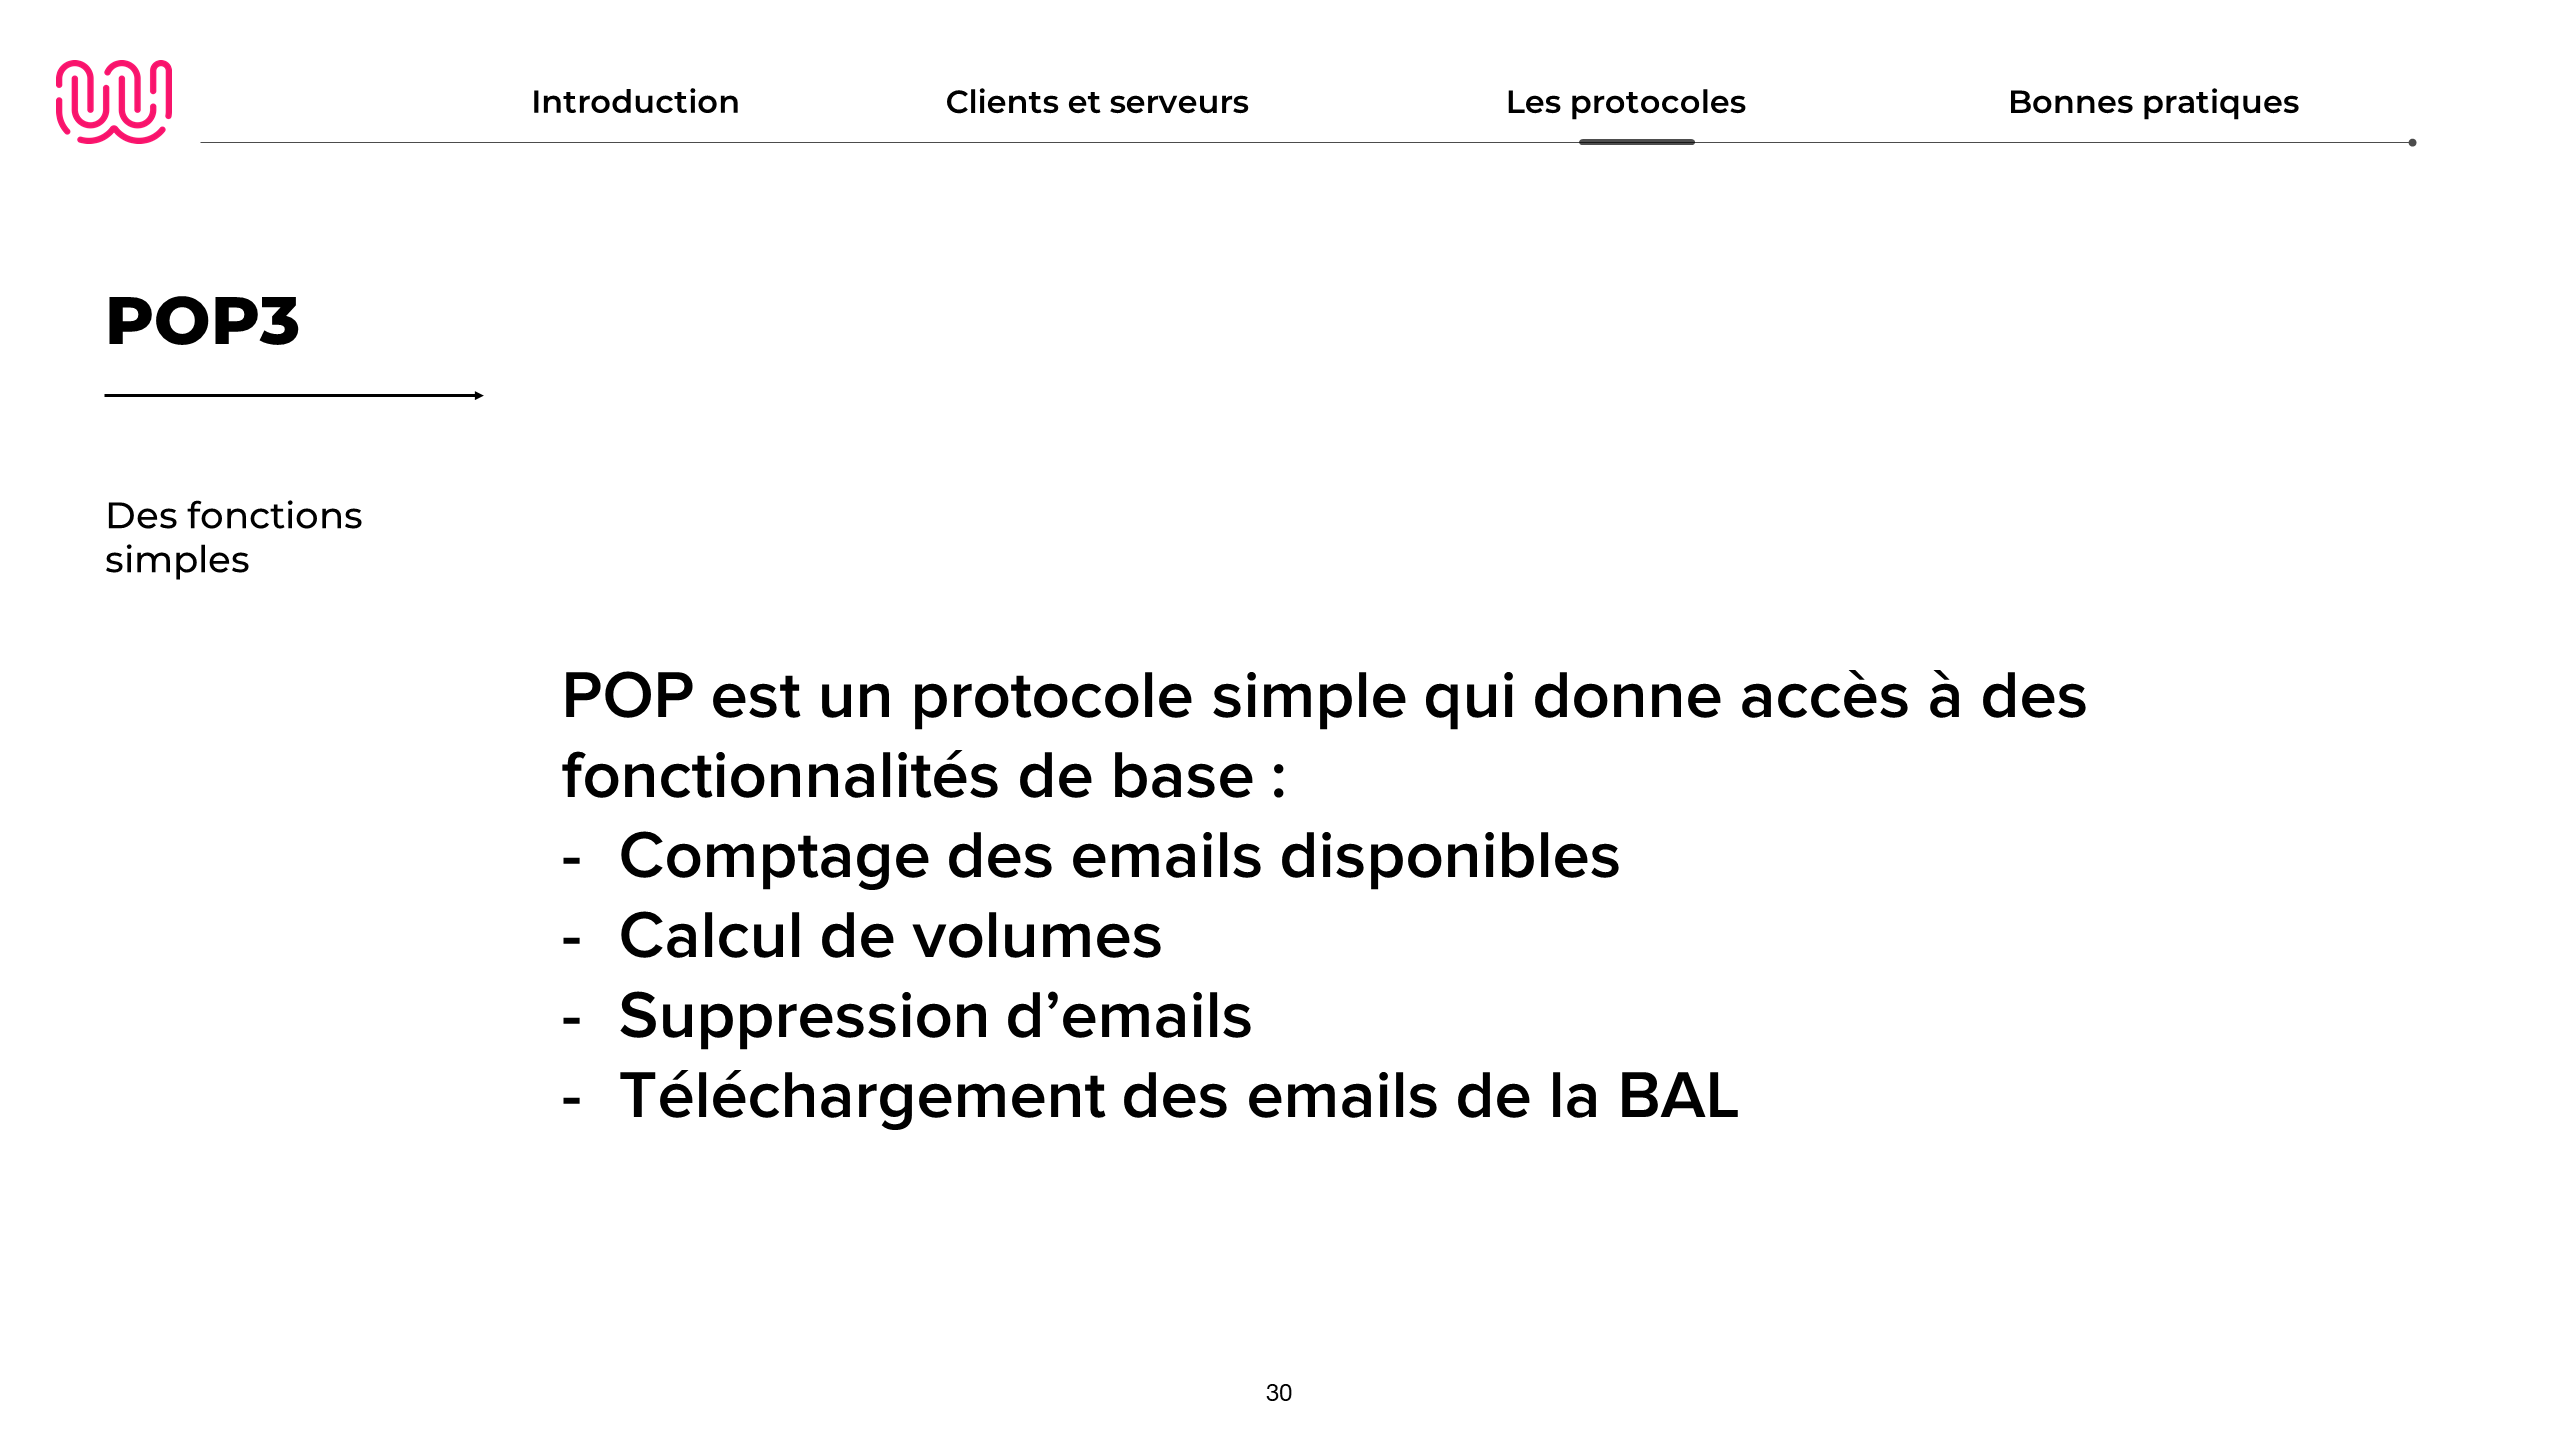 Introduction
Clients et serveurs
Les protocoles
Bonnes pratiques
POP3
Des fonctions
simples
POP est un protocole simple qui donne accès à des
fonctionnalités de base :
- Comptage des emails disponibles
- Calcul de volumes
- Suppression d’emails
- Téléchargement des emails de la BAL
30